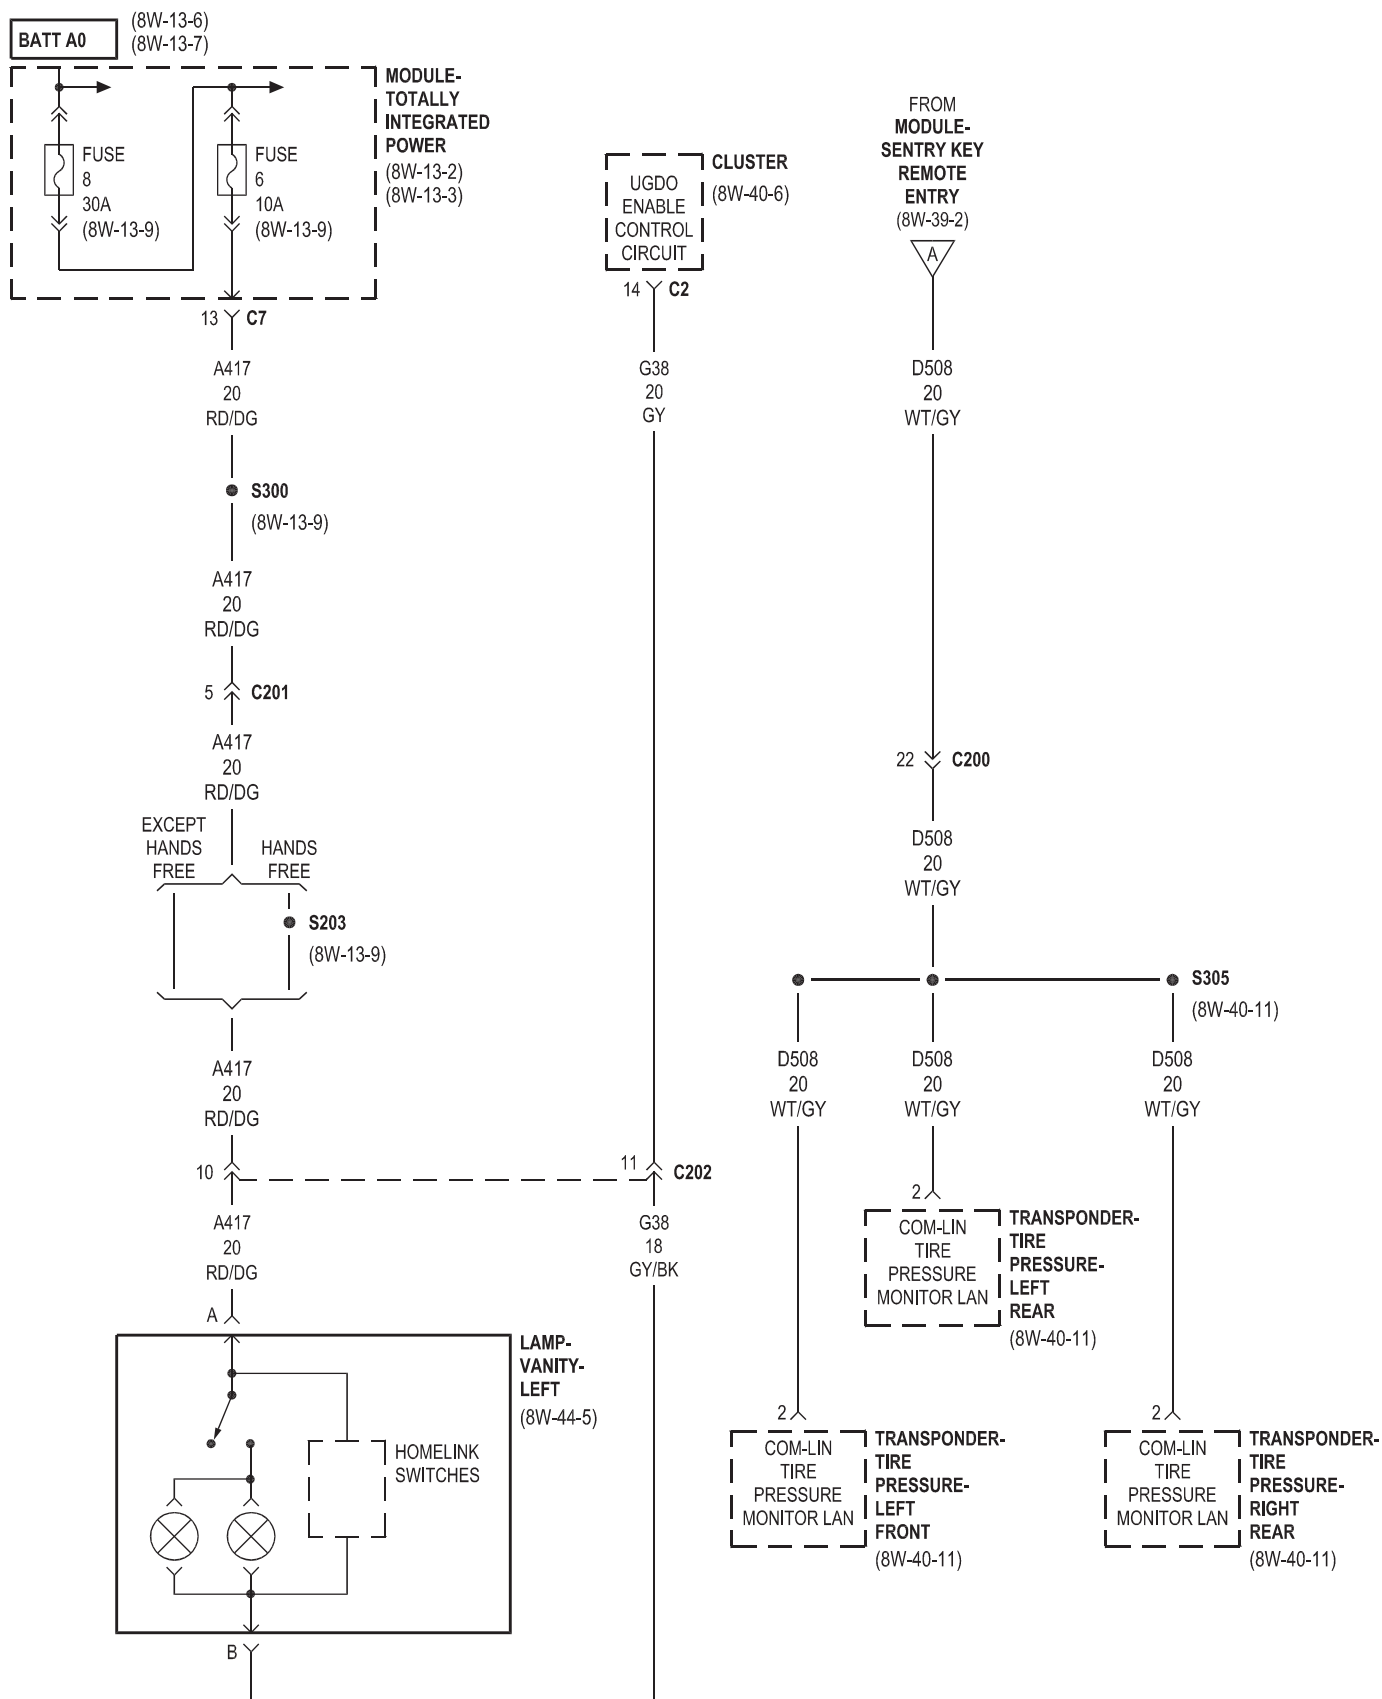 BATT A0
(8W-13-6)
(8W-13-7)
MODULE-
TOTALLY
INTEGRATED
POWER
(8W-13-2)
(8W-13-3)
FUSE
8
30A
(8W-13-9)
FUSE
6
10A
(8W-13-9)
13
C7
A417
20
RD/DG
S300
(8W-13-9)
A417
20
RD/DG
5
C201
A417
20
RD/DG
EXCEPT
HANDS
FREE
HANDS
FREE
S203
(8W-13-9)
A417
20
RD/DG
10
A417
20
RD/DG
A
LAMP-
VANITY-
LEFT
(8W-44-5)
HOMELINK
SWITCHES
B
UGDO
ENABLE
CONTROL
CIRCUIT
CLUSTER
(8W-40-6)
14
C2
G38
20
GY
11
C202
G38
18
GY/BK
FROM
MODULE-
SENTRY KEY
REMOTE
ENTRY
(8W-39-2)
A
D508
20
WT/GY
22
C200
D508
20
WT/GY
S305
(8W-40-11)
D508
20
WT/GY
D508
20
WT/GY
D508
20
WT/GY
2
COM-LIN
TIRE
PRESSURE
MONITOR LAN
TRANSPONDER-
TIRE
PRESSURE-
LEFT
REAR
(8W-40-11)
2
COM-LIN
TIRE
PRESSURE
MONITOR LAN
TRANSPONDER-
TIRE
PRESSURE-
LEFT
FRONT
(8W-40-11)
2
COM-LIN
TIRE
PRESSURE
MONITOR LAN
TRANSPONDER-
TIRE
PRESSURE-
RIGHT
REAR
(8W-40-11)